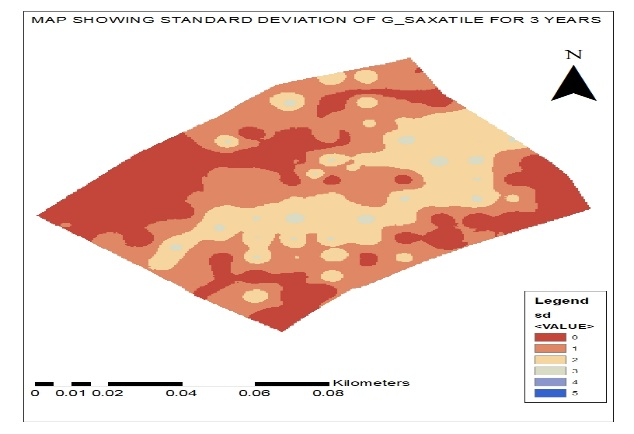 MAP SHOWING STANDARD DEVIATION OF G_SAXATILE FOR 3 YEARS
N
Legend
sd
<VALUE>
0
1
2
3
4
5
Kilometers
0 0.01 0.02 0.04 0.06 0.08